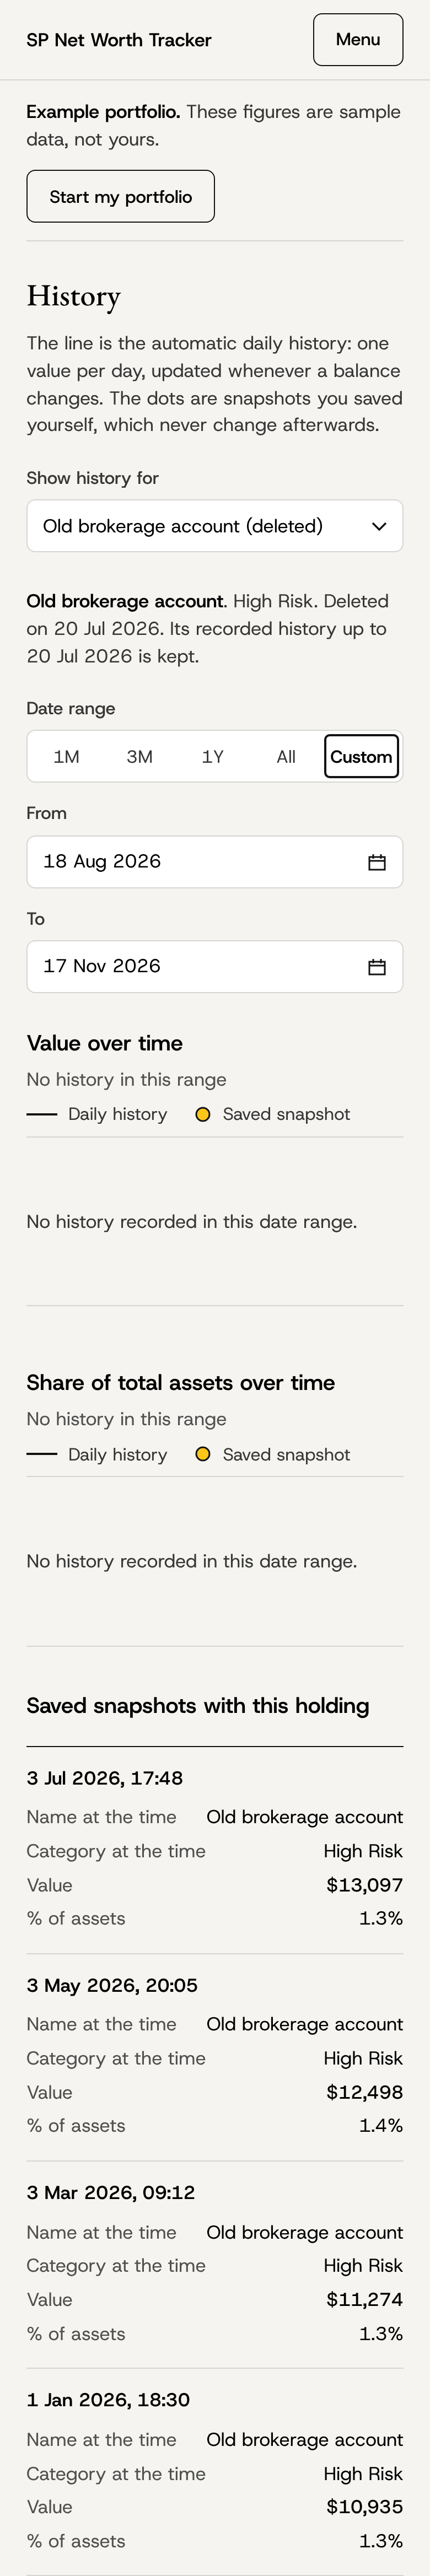 SP Net Worth Tracker
Menu
Example portfolio. These figures are sample
data, not yours.
Start my portfolio
History
The line is the automatic daily history: one
value per day, updated whenever a balance
changes. The dots are snapshots you saved
yourself, which never change afterwards.
Show history for
Old brokerage account (deleted)
Old brokerage account. High Risk. Deleted
on 20 Jul 2026. Its recorded history up to
20 Jul 2026 is kept.
Date range
1M 3M 1Y All Custom
From
18 Aug 2026
To
17 Nov 2026
Value over time
No history in this range
Daily history Saved snapshot
No history recorded in this date range.
Share of total assets over time
No history in this range
Daily history Saved snapshot
No history recorded in this date range.
Saved snapshots with this holding
3 Jul 2026, 17:48
Name at the time Old brokerage account
Category at the time High Risk
Value $13,097
% of assets 1.3%
3 May 2026, 20:05
Name at the time Old brokerage account
Category at the time High Risk
Value $12,498
% of assets 1.4%
3 Mar 2026, 09:12
Name at the time Old brokerage account
Category at the time High Risk
Value $11,274
% of assets 1.3%
1 Jan 2026, 18:30
Name at the time Old brokerage account
Category at the time High Risk
Value $10,935
% of assets 1.3%